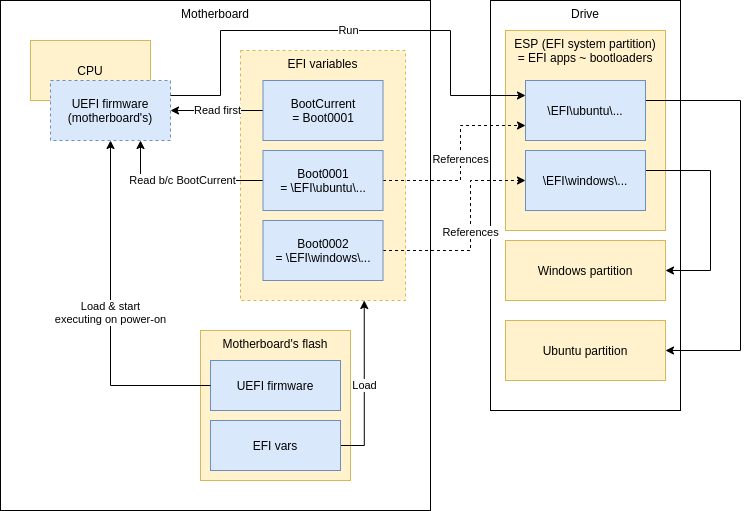 Motherboard
Drive
Run
CPU
UEFI firmware
(motherboard's)
EFI variables
Read first
BootCurrent
= Boot0001
Read b/c BootCurrent
Boot0001
= \EFI\ubuntu\...
Boot0002
= \EFI\windows\...
References
References
ESP (EFI system partition)
= EFI apps ~ bootloaders
\EFI\ubuntu\...
\EFI\windows\...
Windows partition
Ubuntu partition
Load & start
executing on power-on
Motherboard's flash
UEFI firmware
EFI vars
Load